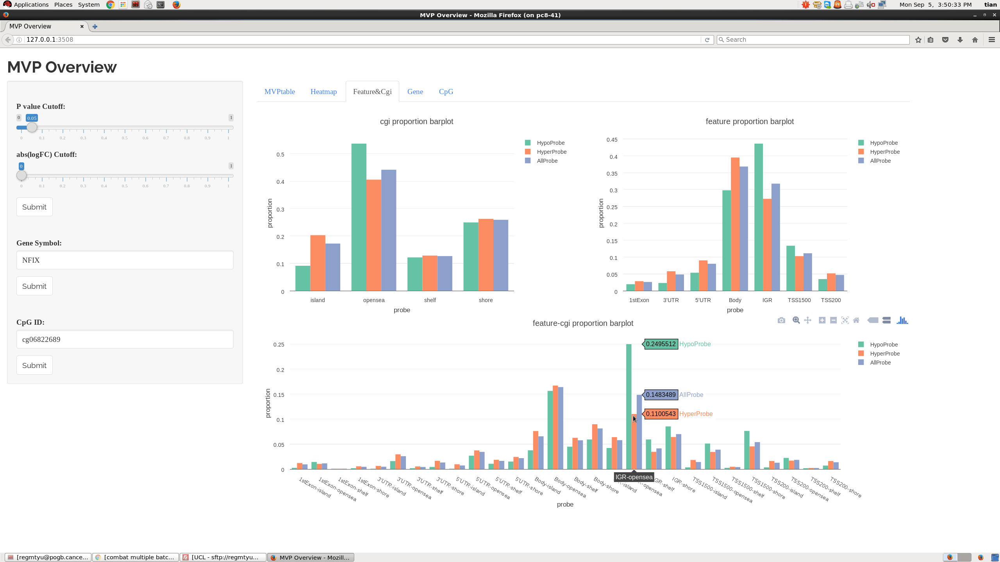 Applications Places System
Mon Sep 5, 3:50:33 PM tian
MVP Overview - Mozilla Firefox (on pc8-41)
MVP Overview
127.0.0.1:3508
Search
MVP Overview
P value Cutoff:
0 0.05 1
0 0.1 0.2 0.3 0.4 0.5 0.6 0.7 0.8 0.9 1
abs(logFC) Cutoff:
0 1
0 0.1 0.2 0.3 0.4 0.5 0.6 0.7 0.8 0.9 1
Submit
Gene Symbol:
NFIX
Submit
CpG ID:
cg06822689
Submit
MVPtable Heatmap Feature&Cgi Gene CpG
cgi proportion barplot
HypoProbe
HyperProbe
AllProbe
proportion
0.5
0.4
0.3
0.2
0.1
0
island opensea shelf shore
probe
feature proportion barplot
HypoProbe
HyperProbe
AllProbe
proportion
0.45
0.4
0.35
0.3
0.25
0.2
0.15
0.1
0.05
0
1stExon 3'UTR 5'UTR Body IGR TSS1500 TSS200
probe
feature-cgi proportion barplot
HypoProbe
HyperProbe
AllProbe
proportion
0.25
0.2
0.15
0.1
0.05
0
0.2495512 HypoProbe
0.1483489 AllProbe
0.1100543 HyperProbe
IGR-opensea
1stExon-island
1stExon-opensea
1stExon-shelf
1stExon-shore
3'UTR-island
3'UTR-opensea
3'UTR-shelf
3'UTR-shore
5'UTR-island
5'UTR-opensea
5'UTR-shelf
5'UTR-shore
Body-island
Body-opensea
Body-shelf
Body-shore
-island
-opensea
GR-shelf
IGR-shore
TSS1500-island
TSS1500-opensea
TSS1500-shelf
TSS1500-shore
TSS200-island
TSS200-opensea
TSS200-shelf
TSS200-shore
probe
[regmtyu@pogb.cance... [combat multiple batc... [UCL - sftp://regmtyu... MVP Overview - Mozill...